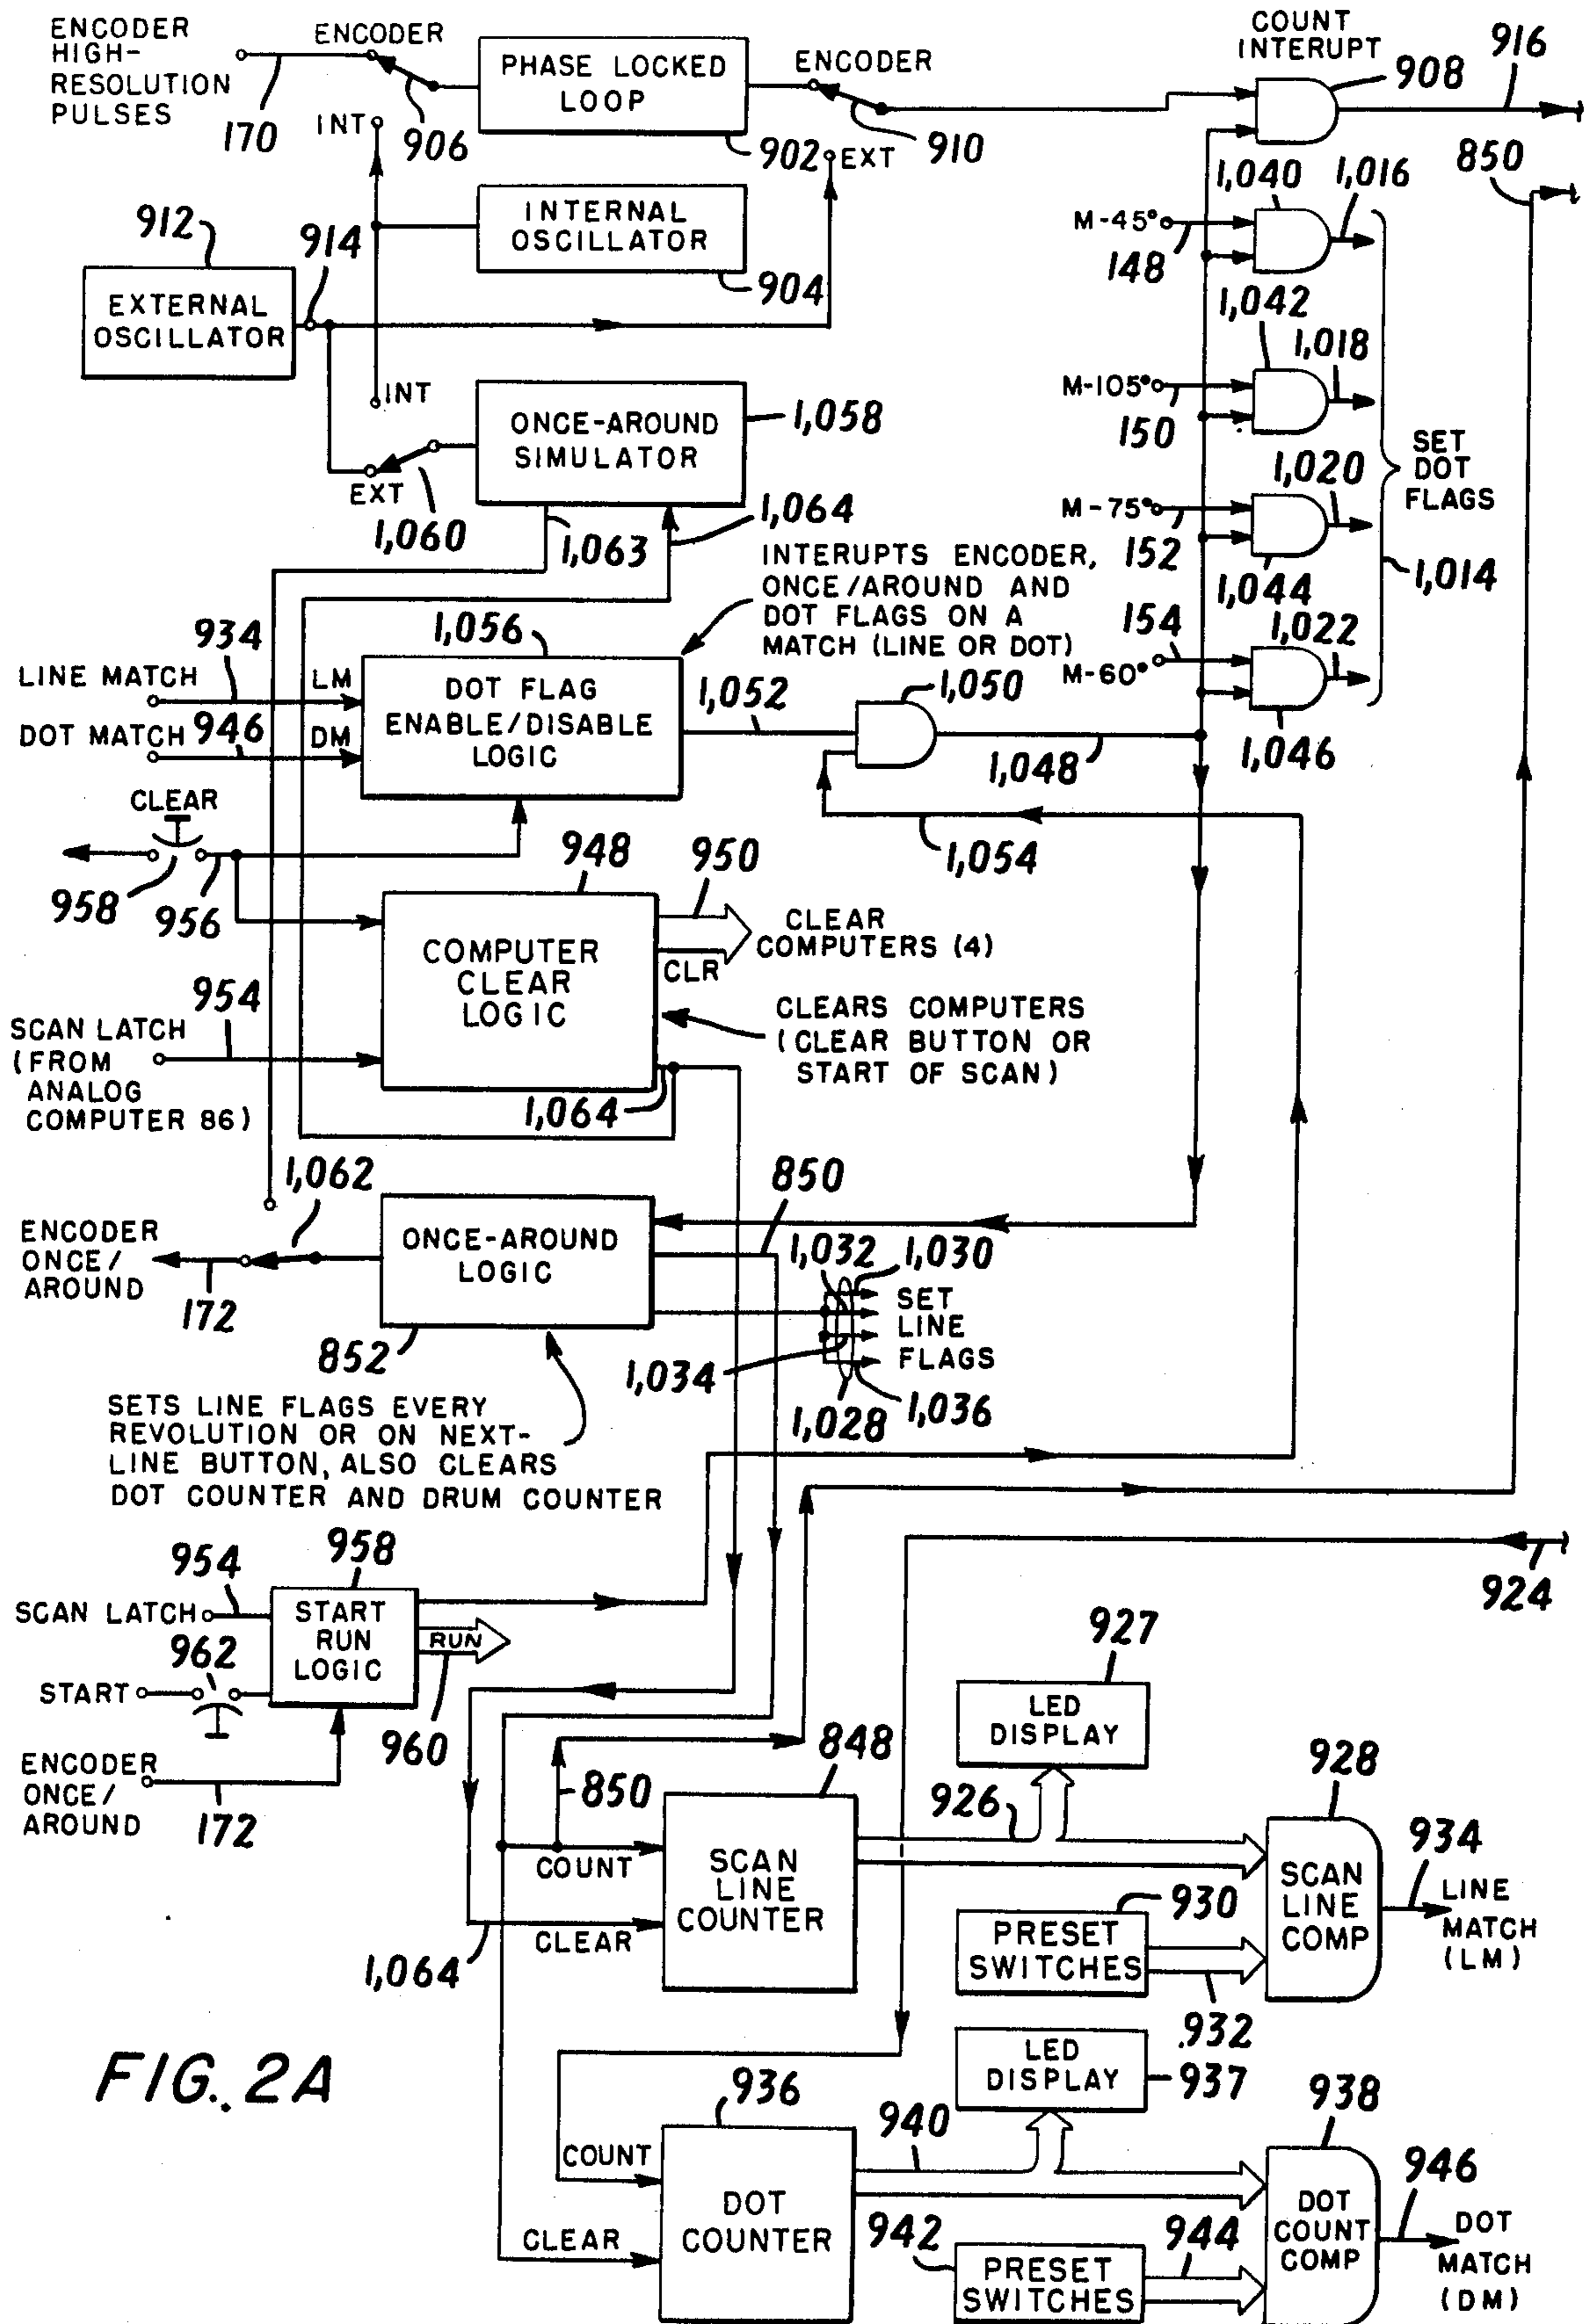 ENCODER
HIGH-
RESOLUTION
PULSES
170
ENCODER
906
INT
PHASE LOCKED
LOOP
902
ENCODER
910
EXT
COUNT
INTERUPT
908
916
850
INTERNAL
OSCILLATOR
904
912
914
EXTERNAL
OSCILLATOR
INT
EXT
1,060
ONCE-AROUND
SIMULATOR
1,058
1,063
1,064
M-45°
148
1,040
1,016
M-105°
150
1,042
1,018
M-75°
152
1,044
1,020
M-60°
154
1,046
1,022
SET
DOT
FLAGS
1,014
INTERUPTS ENCODER,
ONCE/AROUND AND
DOT FLAGS ON A
MATCH (LINE OR DOT)
LINE MATCH
934
LM
DOT MATCH
946
DM
1,056
DOT FLAG
ENABLE/DISABLE
LOGIC
1,052
1,050
1,048
1,054
CLEAR
958
956
948
COMPUTER
CLEAR
LOGIC
950
CLEAR
COMPUTERS (4)
CLR
CLEARS COMPUTERS
(CLEAR BUTTON OR
START OF SCAN)
954
SCAN LATCH
(FROM
ANALOG
COMPUTER 86)
1,064
1,062
ENCODER
ONCE/
AROUND
172
ONCE-AROUND
LOGIC
852
850
1,032
1,030
SET
LINE
FLAGS
1,034
1,028
1,036
SETS LINE FLAGS EVERY
REVOLUTION OR ON NEXT-
LINE BUTTON, ALSO CLEARS
DOT COUNTER AND DRUM COUNTER
954
958
SCAN LATCH
START
RUN
LOGIC
RUN
960
962
START
ENCODER
ONCE/
AROUND
172
924
850
COUNT
CLEAR
1,064
848
SCAN
LINE
COUNTER
926
927
LED
DISPLAY
930
PRESET
SWITCHES
932
928
SCAN
LINE
COMP
934
LINE
MATCH
(LM)
936
COUNT
CLEAR
DOT
COUNTER
940
LED
DISPLAY
937
942
PRESET
SWITCHES
944
938
DOT
COUNT
COMP
946
DOT
MATCH
(DM)
FIG. 2A